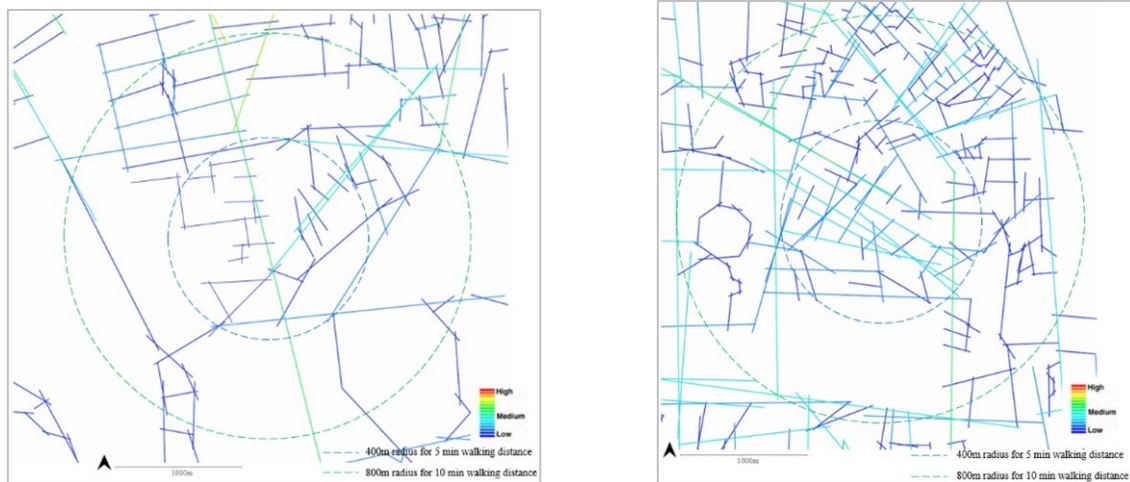 High
Medium
Low
400m radius for 5 min walking distance
1000m
800m radius for 10 min walking distance
High
Medium
Low
400m radius for 5 min walking distance
1000m
800m radius for 10 min walking distance